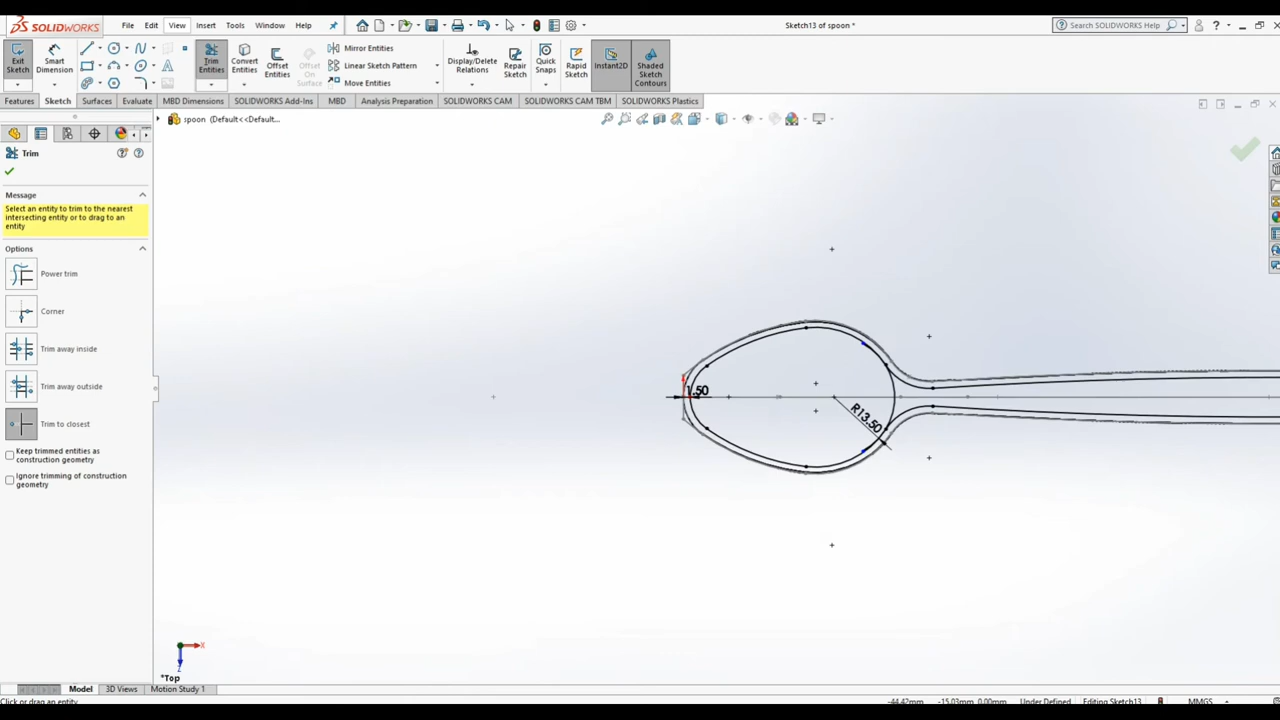 SOLIDWORKS
File
Edit
View
Insert
Tools
Window
Help
Sketch13 of spoon *
Search SOLIDWORKS Help
?
Exit
Sketch
Smart
Dimension
Trim
Entities
Convert
Entities
Offset
Entities
Offset
On
Surface
Mirror Entities
Linear Sketch Pattern
Move Entities
Display/Delete
Relations
Repair
Sketch
Quick
Snaps
Rapid
Sketch
Instant2D
Shaded
Sketch
Contours
Features
Sketch
Surfaces
Evaluate
MBD Dimensions
SOLIDWORKS Add-Ins
MBD
Analysis Preparation
SOLIDWORKS CAM
SOLIDWORKS CAM TBM
SOLIDWORKS Plastics
spoon (Default<<Default...
Trim
Message
Select an entity to trim to the nearest
intersecting entity or to drag to an
entity
Options
Power trim
Corner
Trim away inside
Trim away outside
Trim to closest
Keep trimmed entities as
construction geometry
Ignore trimming of construction
geometry
1.50
R13.50
X
Z
*Top
Model
3D Views
Motion Study 1
Click or drag an entity.
-44.42mm
-15.03mm 0.00mm
Under Defined
Editing Sketch13
MMGS